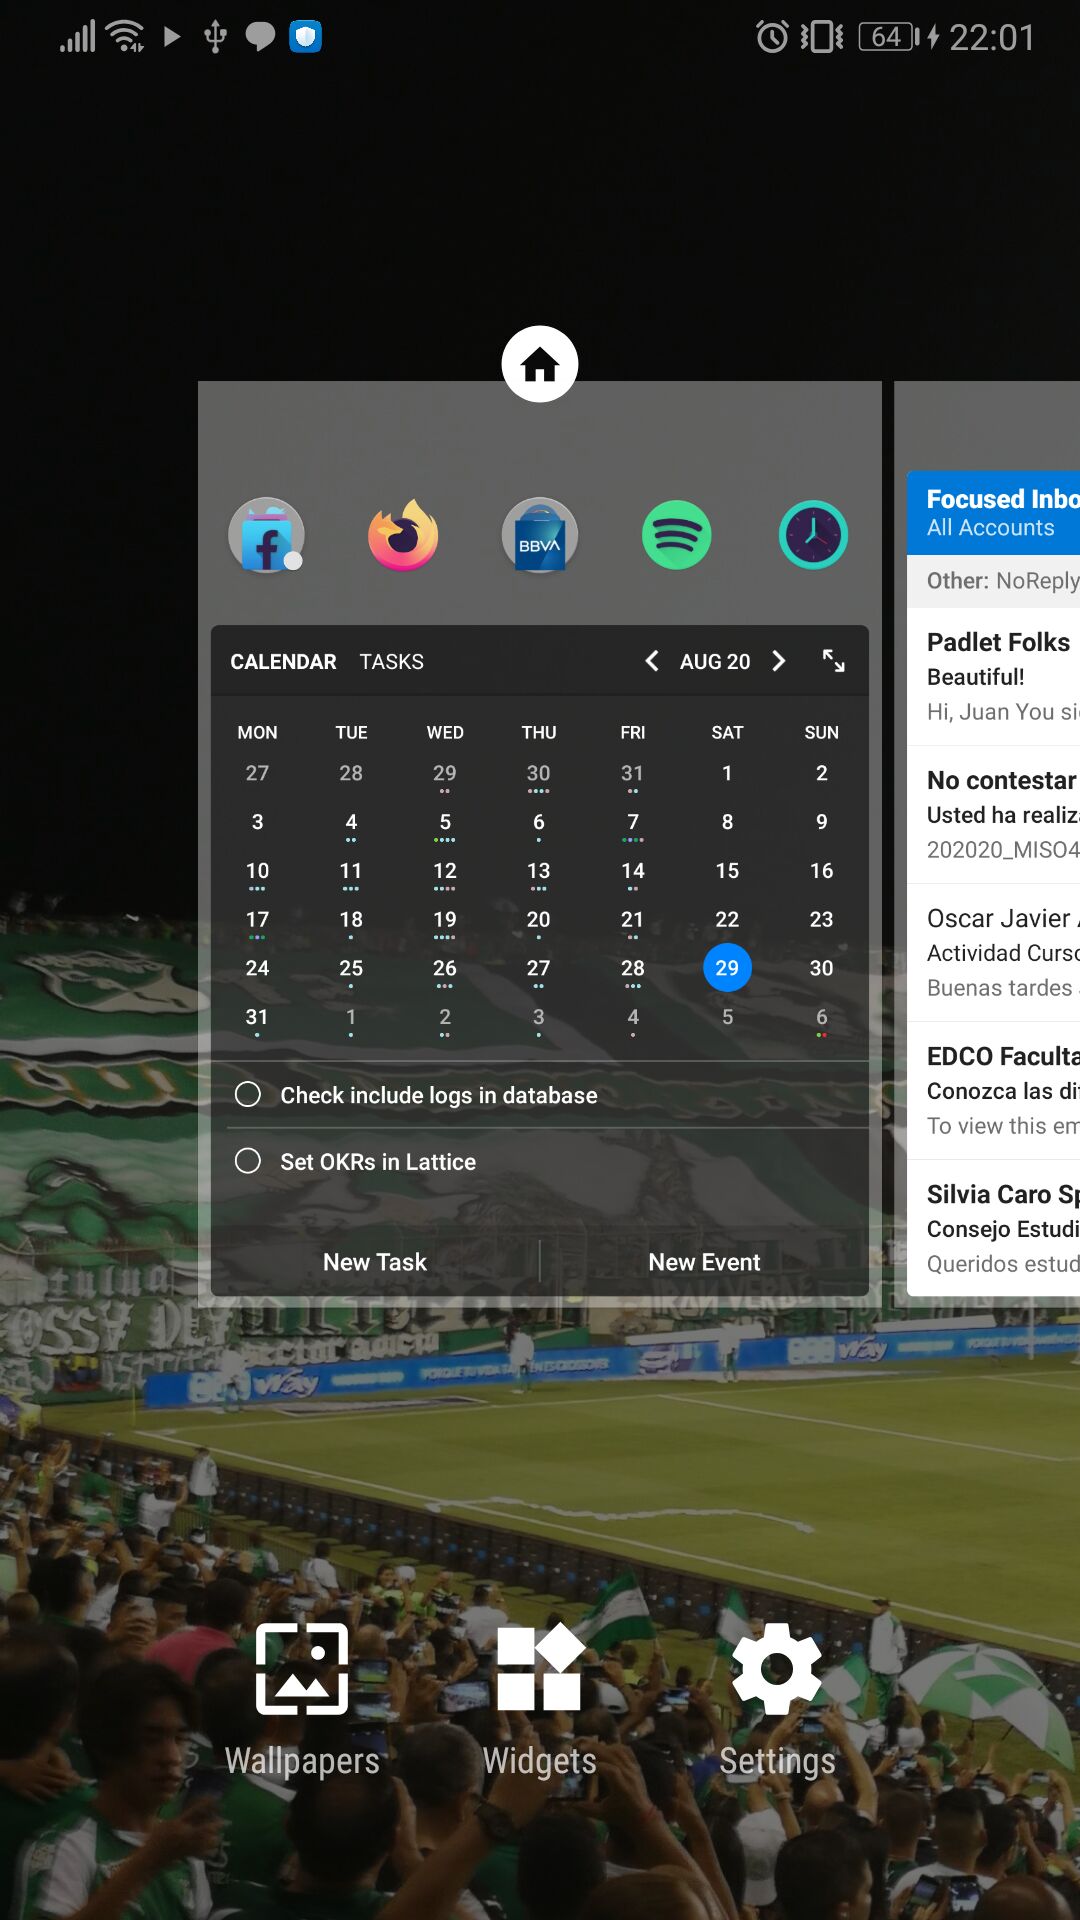 64 22:01
f BBVA
CALENDAR TASKS AUG 20
MON TUE WED THU FRI SAT SUN
27 28 29 30 31 1 2
3 4 5 6 7 8 9
10 11 12 13 14 15 16
17 18 19 20 21 22 23
24 25 26 27 28 29 30
31 1 2 3 4 5 6
Check include logs in database
Set OKRs in Lattice
New Task New Event
Focused Inbo
All Accounts
Other: NoReply
Padlet Folks
Beautiful!
Hi, Juan You si
No contestar
Usted ha realiz
202020_MISO4
Oscar Javier
Actividad Curso
Buenas tardes
EDCO Faculta
Conozca las di
To view this em
Silvia Caro Sp
Consejo Estudi
Queridos estud
way
way
Wallpapers Widgets Settings